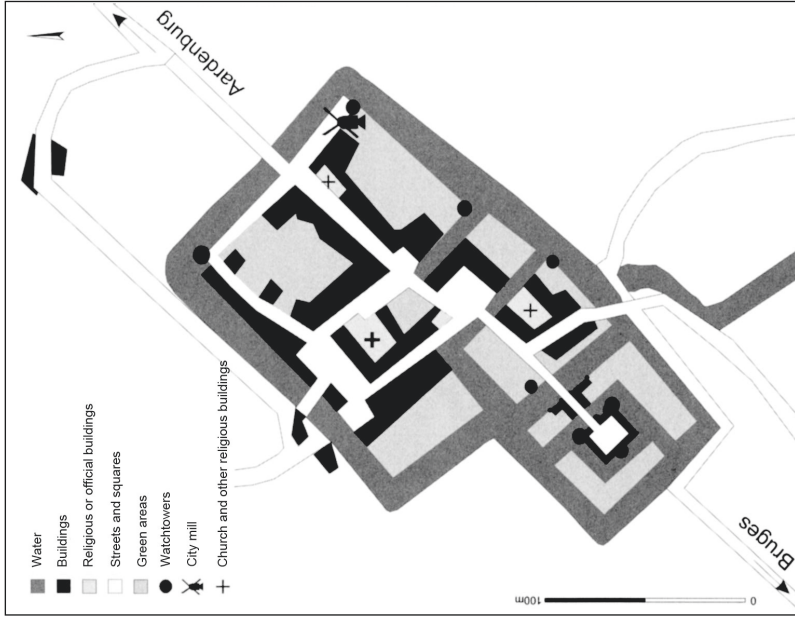 Aardenburg
Water
Buildings
Religious or official buildings
Streets and squares
Green areas
Watchtowers
City mill
Church and other religious buildings
Bruges
100m
0